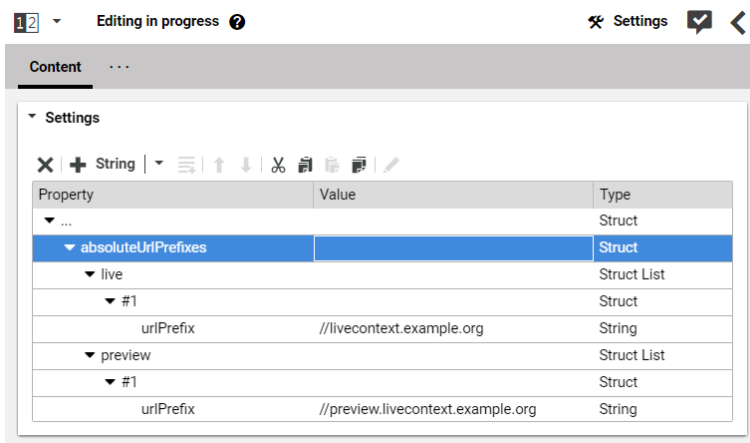 12 Editing in progress ? Settings
Content ...
Settings
String
Property Value Type
... Struct
absoluteUrlPrefixes Struct
live Struct List
#1 Struct
urlPrefix //livecontext.example.org String
preview Struct List
#1 Struct
urlPrefix //preview.livecontext.example.org String